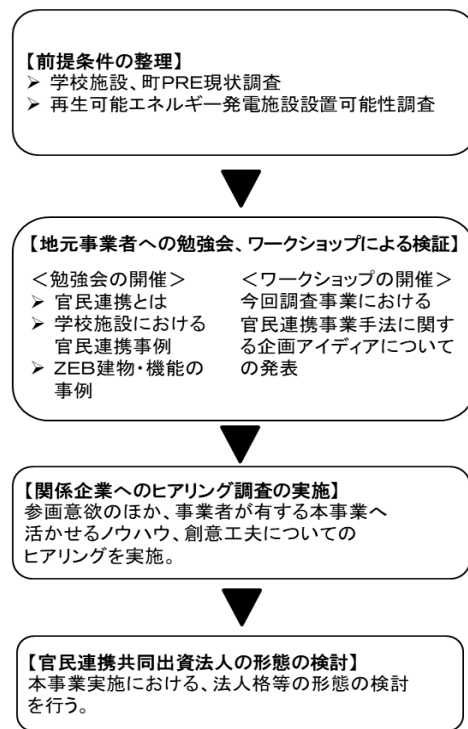 【前提条件の整理】
➢ 学校施設、町PRE現状調査
➢ 再生可能エネルギー発電施設設置可能性調査
【地元事業者への勉強会、ワークショップによる検証】
＜勉強会の開催＞
➢ 官民連携とは
➢ 学校施設における
官民連携事例
➢ ZEB建物・機能の
事例
＜ワークショップの開催＞
今回調査事業における
官民連携事業手法に関す
る企画アイディアについて
の発表
【関係企業へのヒアリング調査の実施】
参画意欲のほか、事業者が有する本事業へ
活かせるノウハウ、創意工夫についての
ヒアリングを実施。
【官民連携共同出資法人の形態の検討】
本事業実施における、法人格等の形態の検討
を行う。